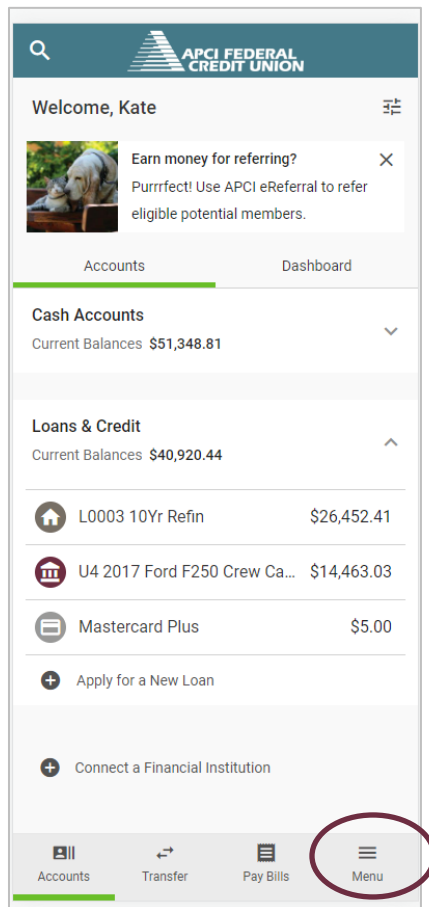 APCI FEDERAL
CREDIT UNION
Welcome, Kate
Earn money for referring?
Purrrfect! Use APCI eReferral to refer
eligible potential members.
Accounts Dashboard
Cash Accounts
Current Balances $51,348.81
Loans & Credit
Current Balances $40,920.44
L0003 10Yr Refin $26,452.41
U4 2017 Ford F250 Crew Ca... $14,463.03
Mastercard Plus $5.00
Apply for a New Loan
Connect a Financial Institution
Accounts Transfer Pay Bills Menu